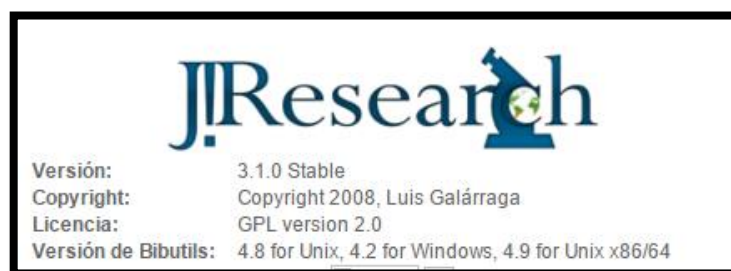 J!Research
Versión: 3.1.0 Stable
Copyright: Copyright 2008, Luis Galárraga
Licencia: GPL version 2.0
Versión de Bibutils: 4.8 for Unix, 4.2 for Windows, 4.9 for Unix x86/64